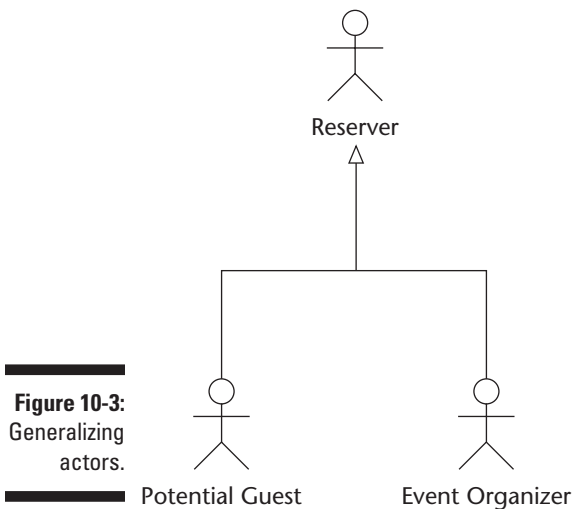 Reserver
Figure 10-3:
Generalizing
actors.
Potential Guest
Event Organizer